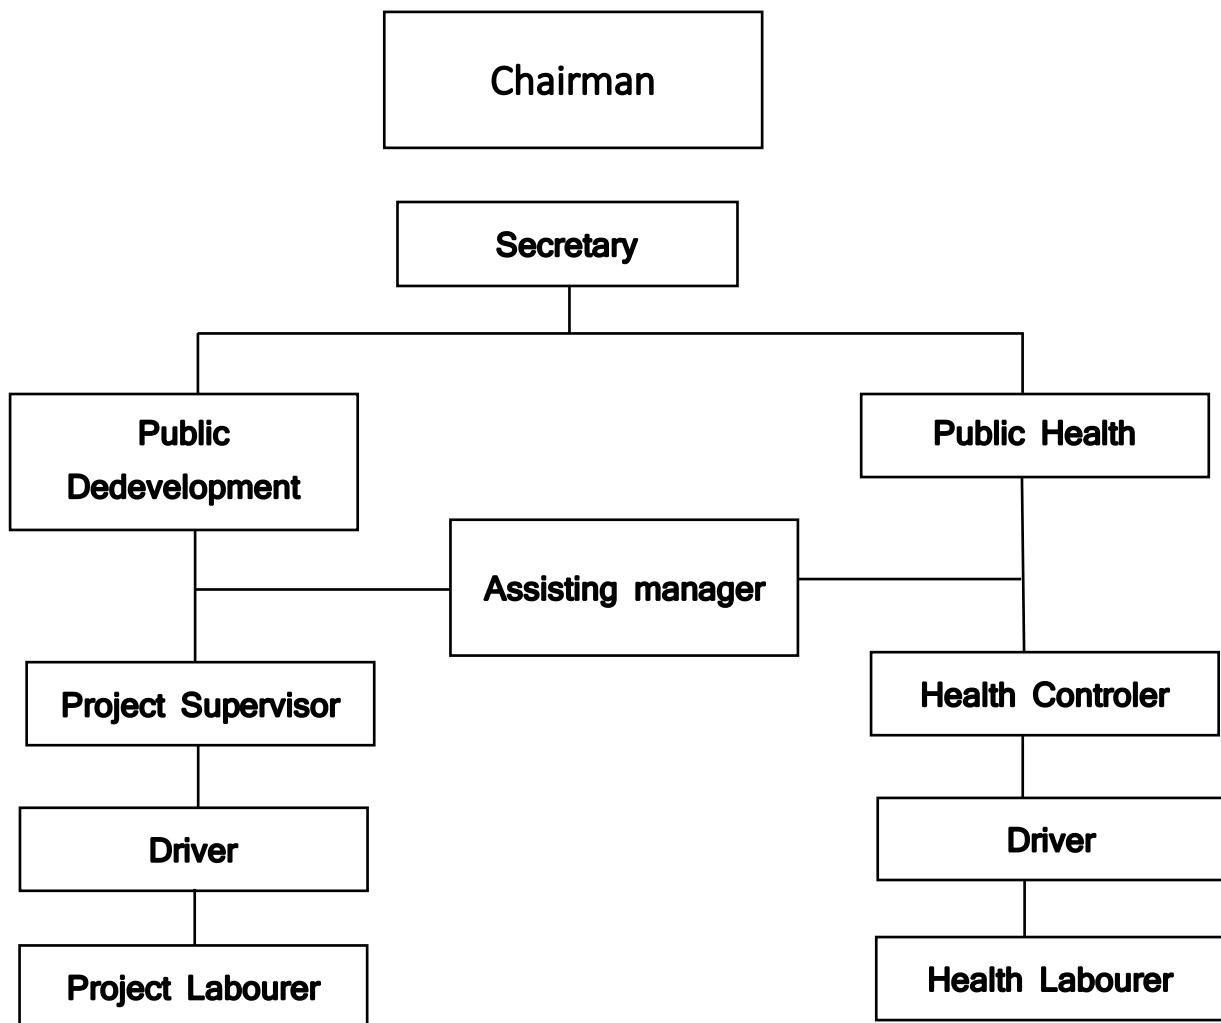 Chairman
Secretary
Public
Dedevelopment
Public Health
Assisting manager
Project Supervisor
Health Controler
Driver
Driver
Project Labourer
Health Labourer